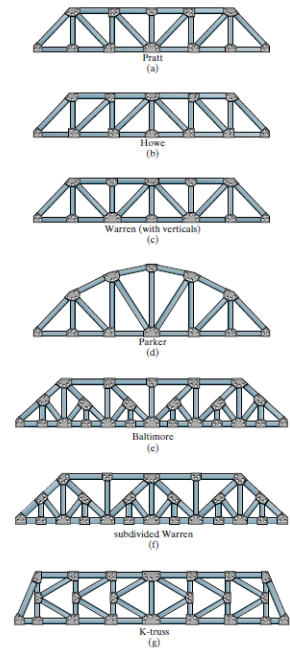 Pratt
(a)
Howe
(b)
Warren (with verticals)
(c)
Parker
(d)
Baltimore
(e)
subdivided Warren
(f)
K-truss
(g)